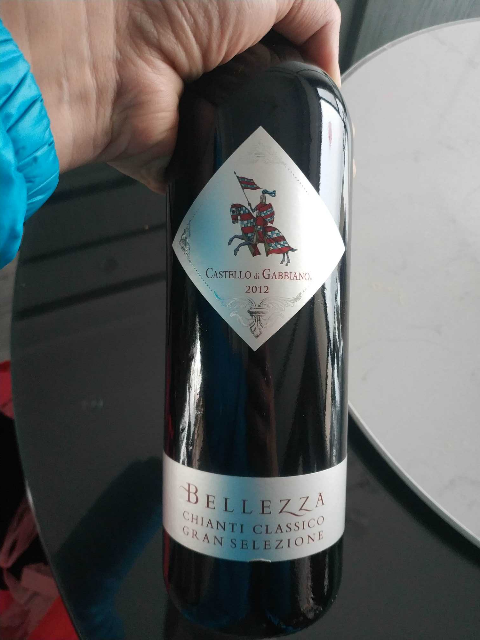 CASTELLO di GABBIANO
2012
BELLEZZA
CHIANTI CLASSICO
GRAN SELEZIONE